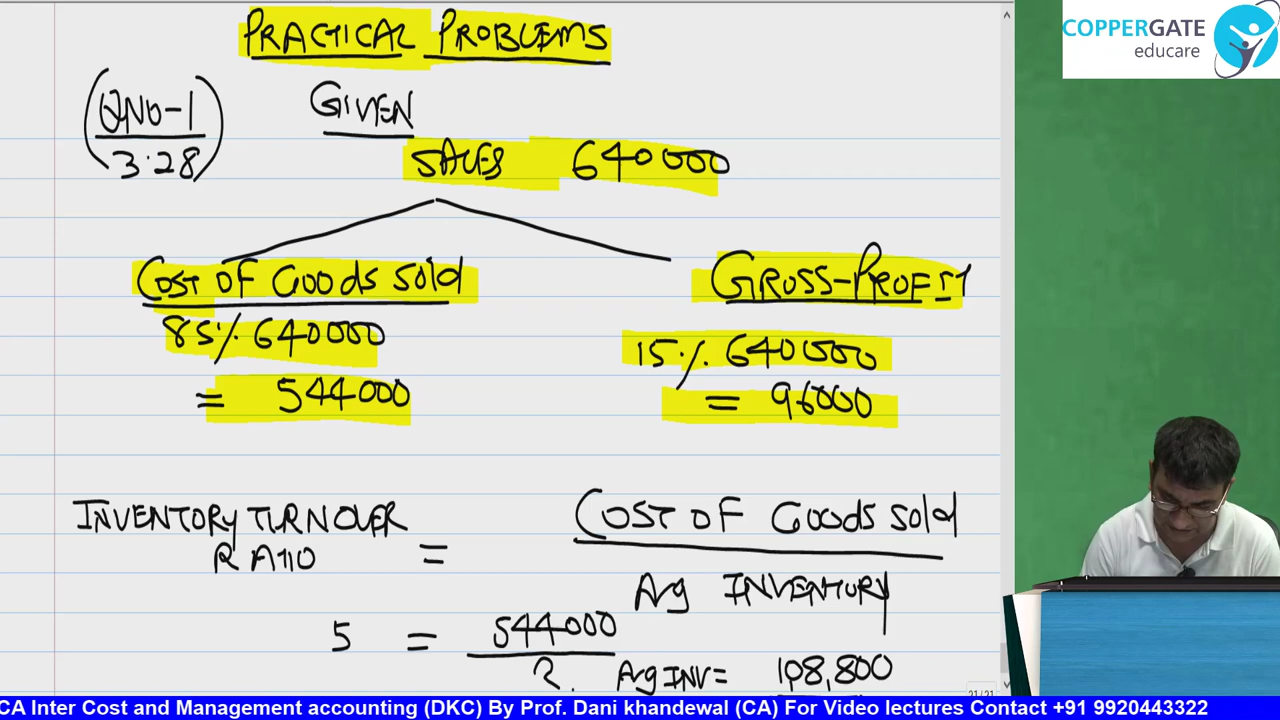 PRACTICAL PROBLEMS
COPPERGATE
educare
(QNO-1 / 3.28)
GIVEN
SALES 640000
COST OF GOODS SOLD
GROSS-PROFIT
85% 640000
15% 640000
= 544000
= 96000
INVENTORY TURNOVER RATIO = COST OF GOODS SOLD
Avg INVENTORY
5 = 544000
? Avg INV = 108,800
21/21
CA Inter Cost and Management accounting (DKC) By Prof. Dani khandewal (CA) For Video lectures Contact +91 9920443322